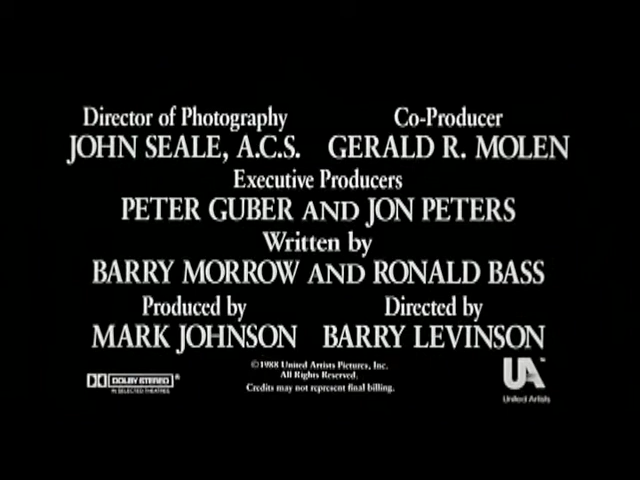 Director of Photography
JOHN SEALE, A.C.S.
Co-Producer
GERALD R. MOLEN
Executive Producers
PETER GUBER AND JON PETERS
Written by
BARRY MORROW AND RONALD BASS
Produced by
MARK JOHNSON
Directed by
BARRY LEVINSON
DOLBY STEREO®
IN SELECTED THEATRES
©1988 United Artists Pictures, Inc.
All Rights Reserved.
Credits may not represent final billing.
UA™
United Artists